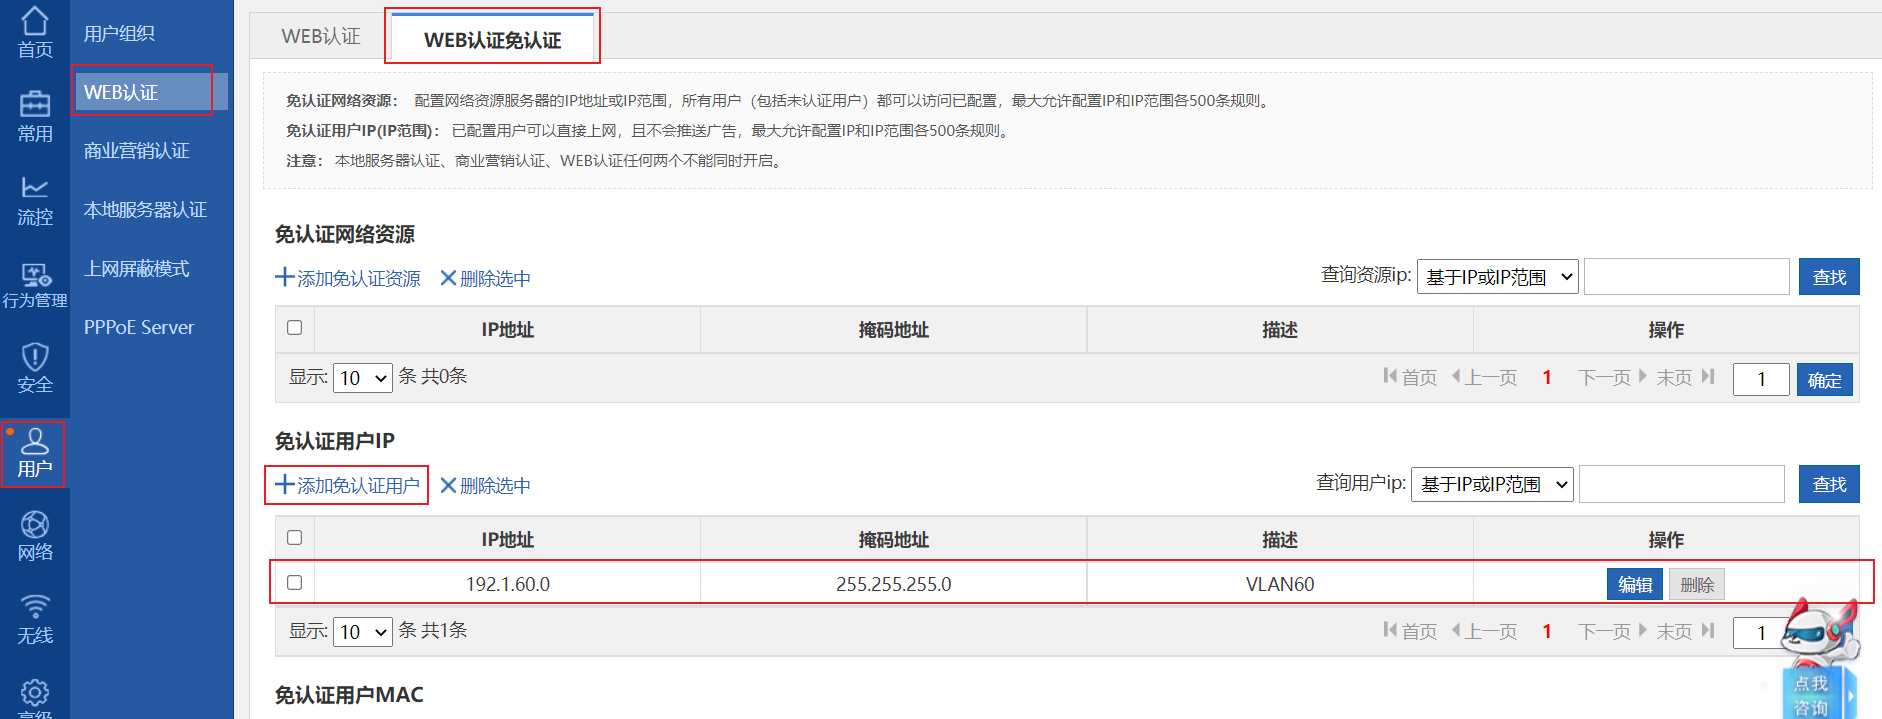 首页
常用
流控
行为管理
安全
用户
网络
无线
高级
用户组织
WEB认证
商业营销认证
本地服务器认证
上网屏蔽模式
PPPoE Server
WEB认证
WEB认证免认证
免认证网络资源： 配置网络资源服务器的IP地址或IP范围，所有用户（包括未认证用户）都可以访问已配置，最大允许配置IP和IP范围各500条规则。
免认证用户IP(IP范围)： 已配置用户可以直接上网，且不会推送广告，最大允许配置IP和IP范围各500条规则。
注意： 本地服务器认证、商业营销认证、WEB认证任何两个不能同时开启。
免认证网络资源
添加免认证资源 删除选中 查询资源ip: 基于IP或IP范围 查找
IP地址 掩码地址 描述 操作
显示: 10 条 共0条 首页 上一页 1 下一页 末页 1 确定
免认证用户IP
添加免认证用户 删除选中 查询用户ip: 基于IP或IP范围 查找
IP地址 掩码地址 描述 操作
192.1.60.0 255.255.255.0 VLAN60 编辑 删除
显示: 10 条 共1条 首页 上一页 1 下一页 末页 1
免认证用户MAC
点我
咨询